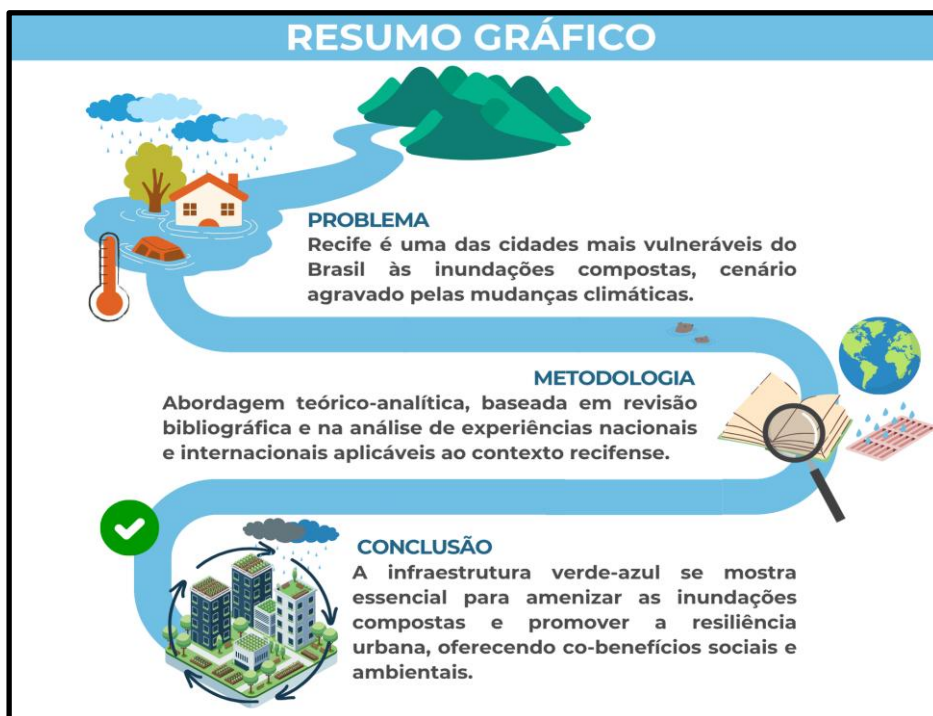 RESUMO GRÁFICO
PROBLEMA
Recife é uma das cidades mais vulneráveis do
Brasil às inundações compostas, cenário
agravado pelas mudanças climáticas.
METODOLOGIA
Abordagem teórico-analítica, baseada em revisão
bibliográfica e na análise de experiências nacionais
e internacionais aplicáveis ao contexto recifense.
CONCLUSÃO
A infraestrutura verde-azul se mostra
essencial para amenizar as inundações
compostas e promover a resiliência
urbana, oferecendo co-benefícios sociais e
ambientais.